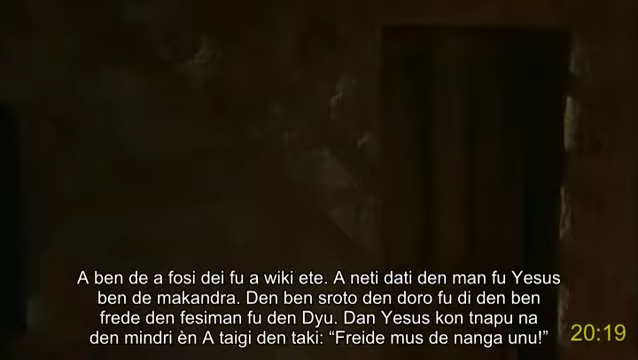 A ben de a fosi dei fu a wiki ete. A neti dati den man fu Yesus
ben de makandra. Den ben sroto den doro fu di den ben
frede den fesiman fu den Dyu. Dan Yesus kon tnapu na
den mindri èn A taigi den taki: “Freide mus de nanga unu!”
20:19